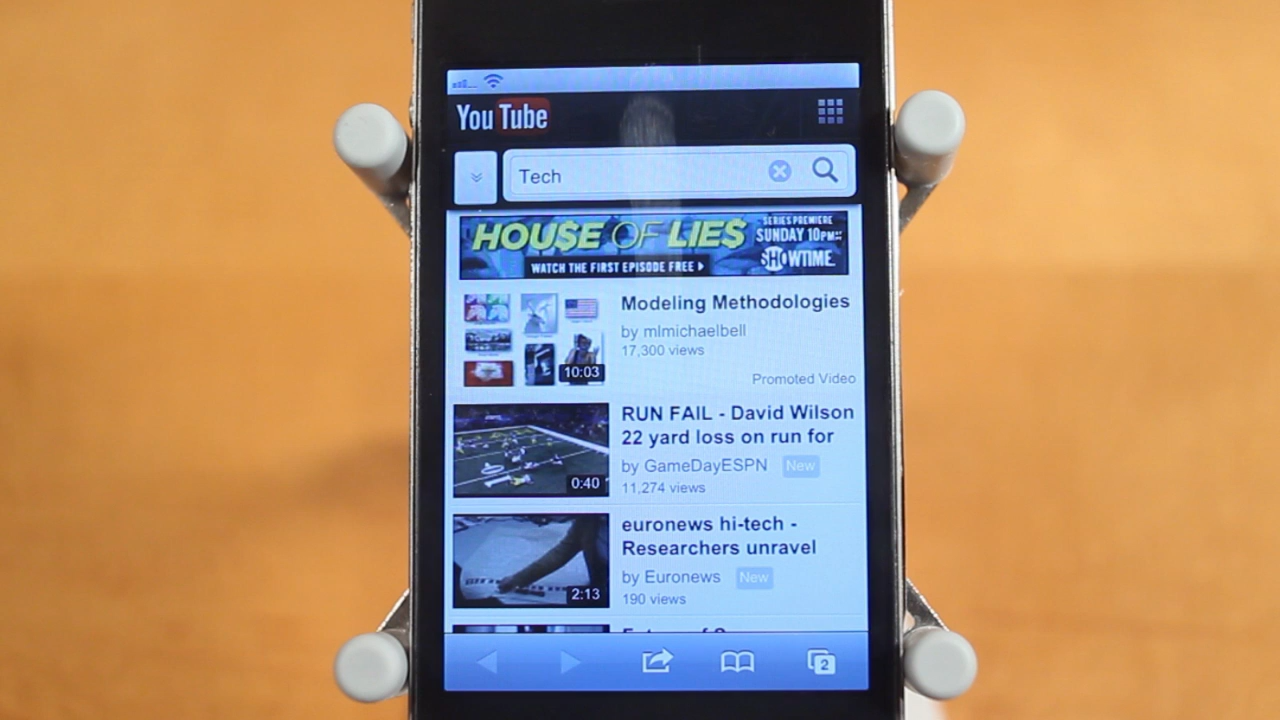 YouTube
Tech
HOU$E OF LIE$
SERIES PREMIERE
SUNDAY 10PM
WATCH THE FIRST EPISODE FREE
SHOWTIME
Modeling Methodologies
by mlmichaelbell
17,300 views
10:03
Promoted Video
RUN FAIL - David Wilson
22 yard loss on run for
by GameDayESPN New
11,274 views
0:40
euronews hi-tech -
Researchers unravel
by Euronews New
190 views
2:13
2